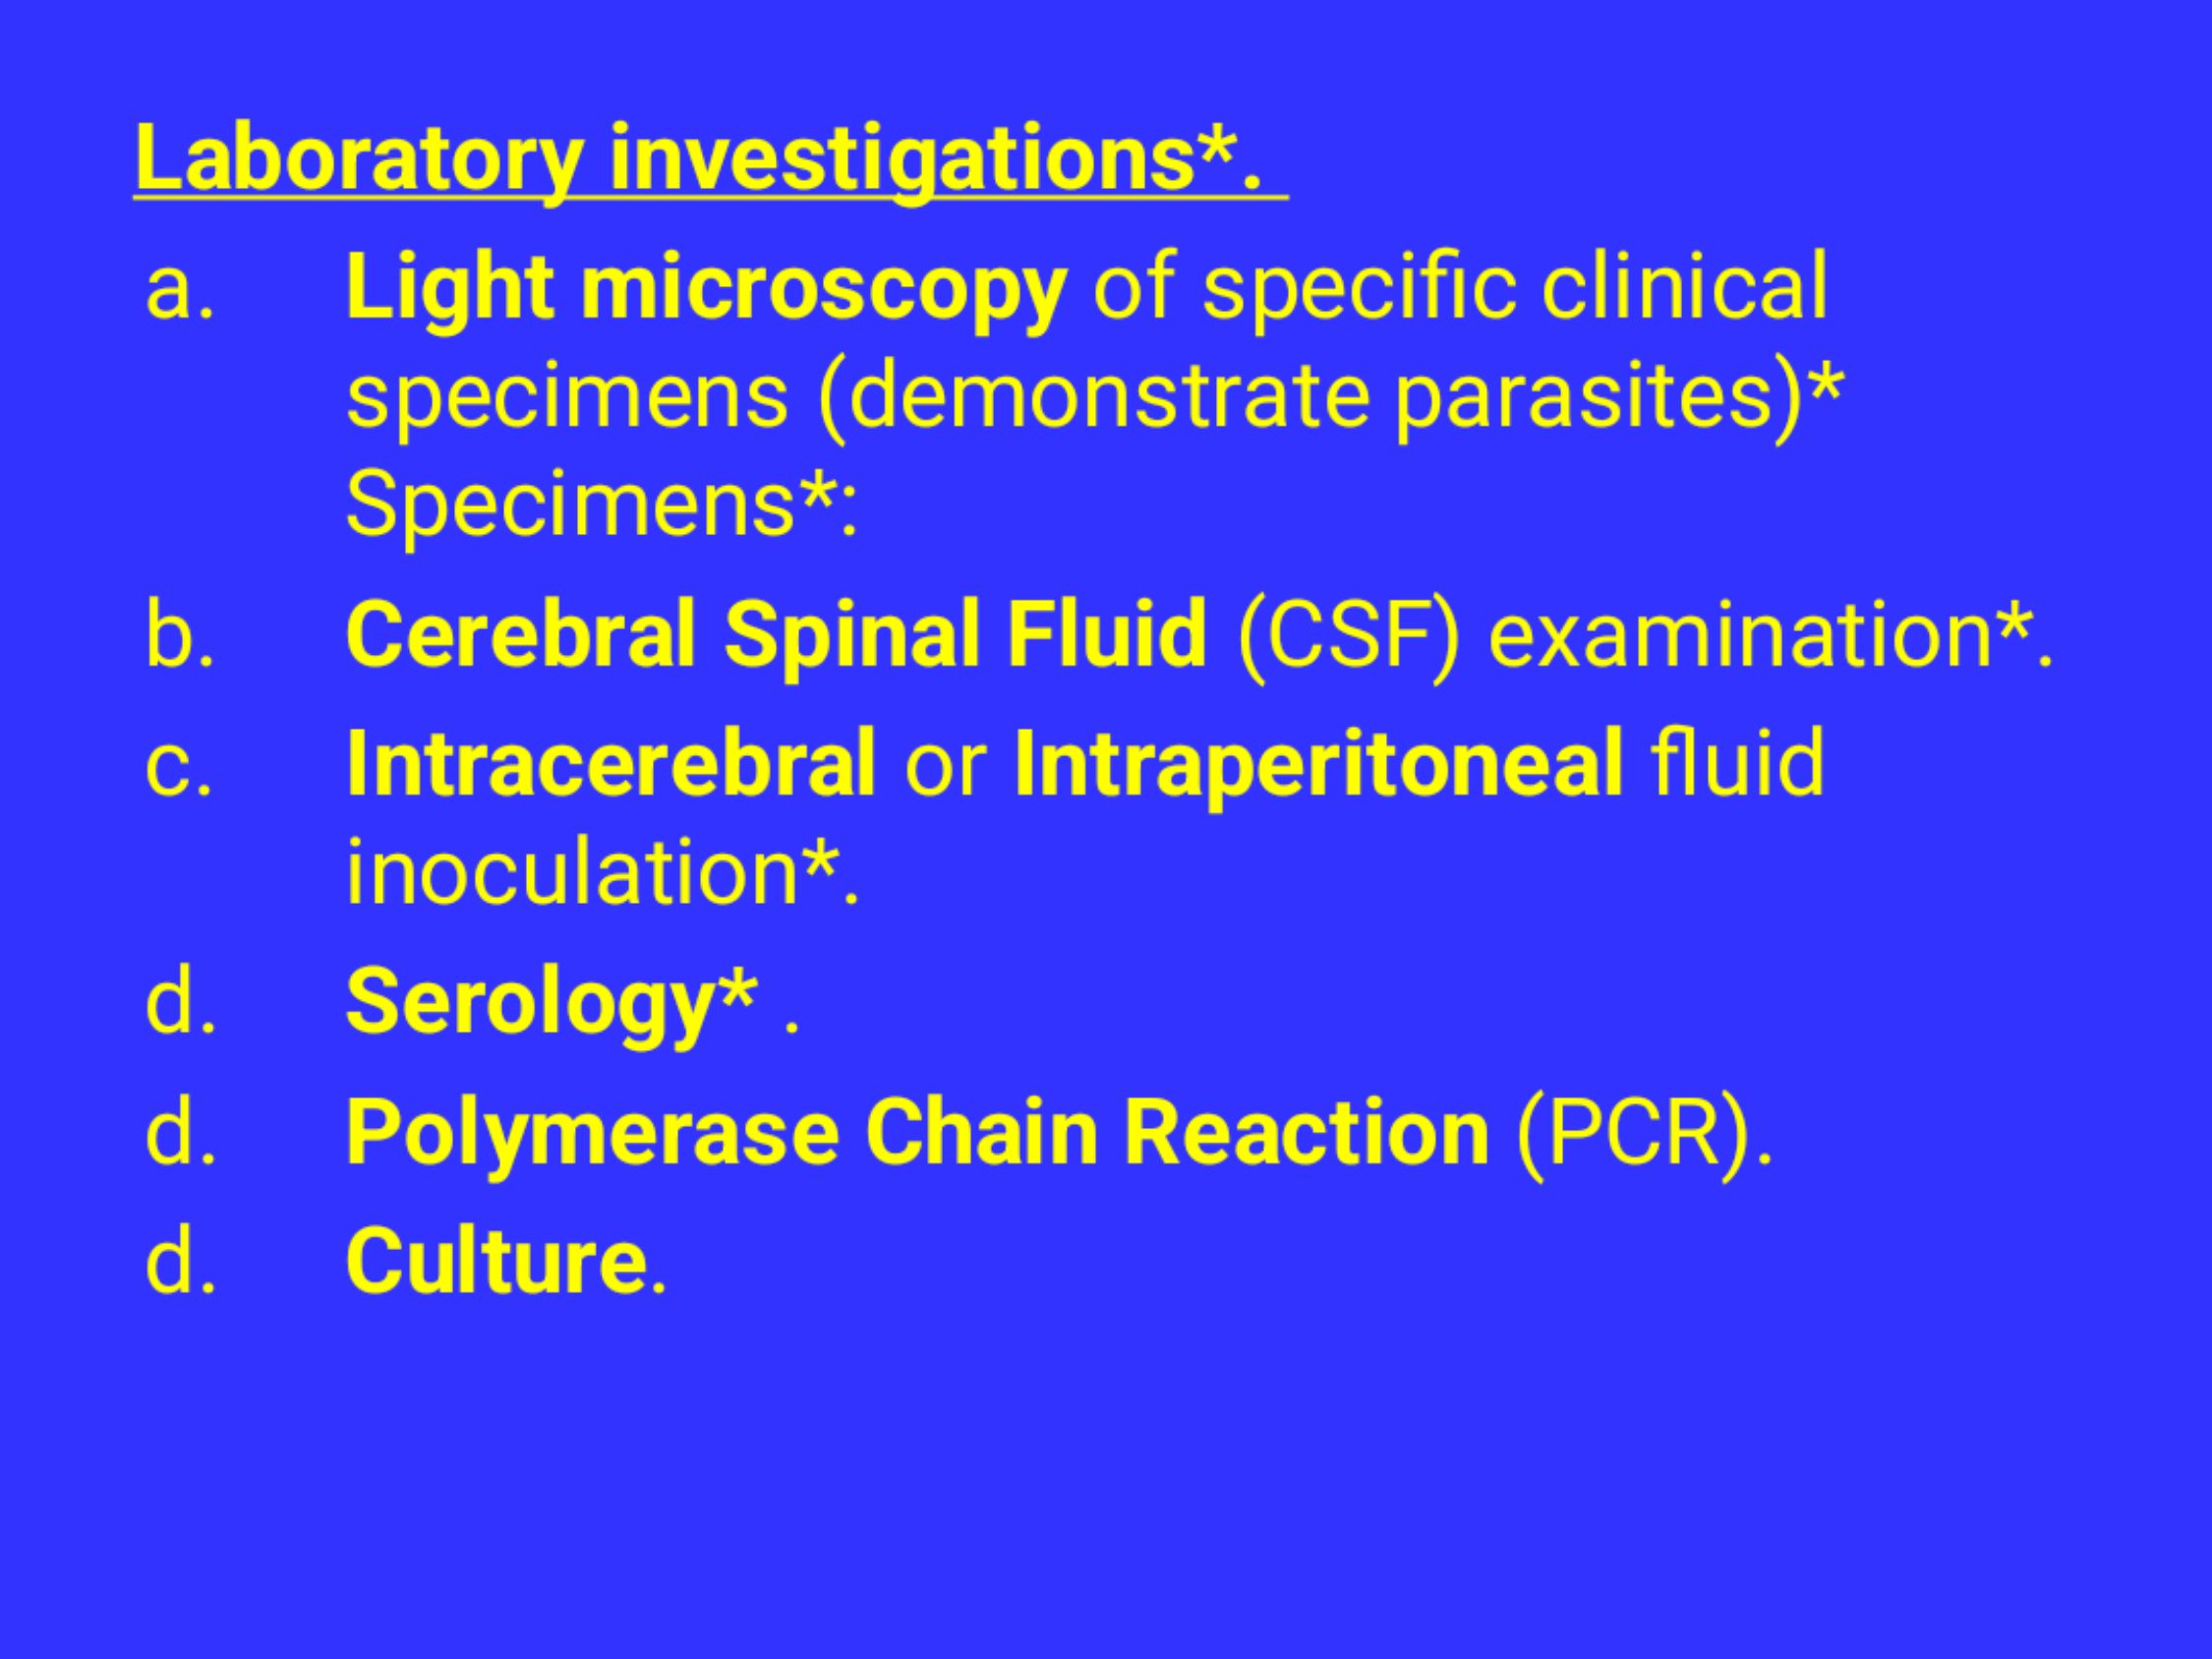 Laboratory investigations*.
a. Light microscopy of specific clinical
specimens (demonstrate parasites)*
Specimens*:
b. Cerebral Spinal Fluid (CSF) examination*.
c. Intracerebral or Intraperitoneal fluid
inoculation*.
d. Serology* .
d. Polymerase Chain Reaction (PCR).
d. Culture.